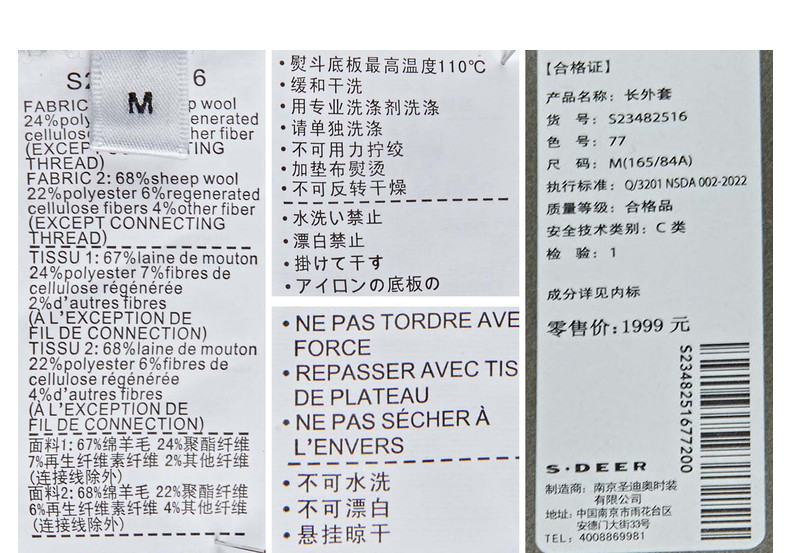 S2 6
M
FABRIC p wool
24%poly enerated
cellulose her fiber
(EXCEP TING
THREAD)
FABRIC 2: 68%sheep wool
22%polyester 6%regenerated
cellulose fibers 4%other fiber
(EXCEPT CONNECTING
THREAD)
TISSU 1: 67%laine de mouton
24%polyester 7%fibres de
cellulose régénérée
2%d'autres fibres
(À L'EXCEPTION DE
FIL DE CONNECTION)
TISSU 2: 68%laine de mouton
22%polyester 6%fibres de
cellulose régénérée
4%d'autres fibres
(À L'EXCEPTION DE
FIL DE CONNECTION)
面料1: 67%绵羊毛 24%聚酯纤维
7%再生纤维素纤维 2%其他纤维
(连接线除外)
面料2: 68%绵羊毛 22%聚酯纤维
6%再生纤维素纤维 4%其他纤维
(连接线除外)
•熨斗底板最高温度110℃
•缓和干洗
•用专业洗涤剂洗涤
•请单独洗涤
•不可用力拧绞
•加垫布熨烫
•不可反转干燥
•水洗い禁止
•漂白禁止
•掛けて干す
•アイロンの底板の
•NE PAS TORDRE AVE
FORCE
•REPASSER AVEC TIS
DE PLATEAU
•NE PAS SÉCHER À
L'ENVERS
•不可水洗
•不可漂白
•悬挂晾干
【合格证】
产品名称: 长外套
货 号: S23482516
色 号: 77
尺 码: M(165/84A)
执行标准: Q/3201 NSDA 002-2022
质量等级: 合格品
安全技术类别: C 类
检 验: 1
成分详见内标
零售价: 1999 元
S2348251677200
S·DEER
制造商: 南京圣迪奥时装
有限公司
地址: 中国南京市雨花台区
安德门大街33号
TEL: 4008869981